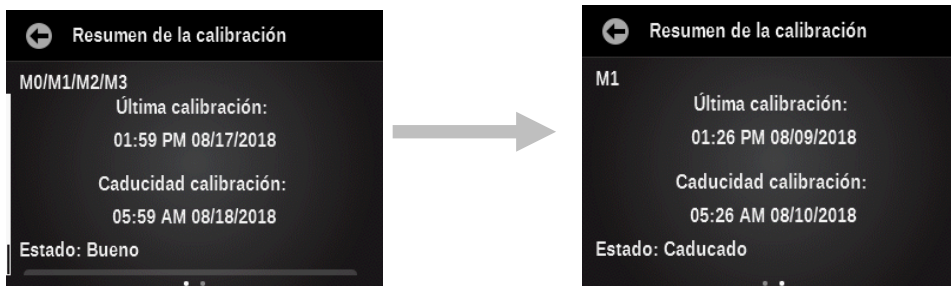 Resumen de la calibración
M0/M1/M2/M3
Última calibración:
01:59 PM 08/17/2018
Caducidad calibración:
05:59 AM 08/18/2018
Estado: Bueno
Resumen de la calibración
M1
Última calibración:
01:26 PM 08/09/2018
Caducidad calibración:
05:26 AM 08/10/2018
Estado: Caducado